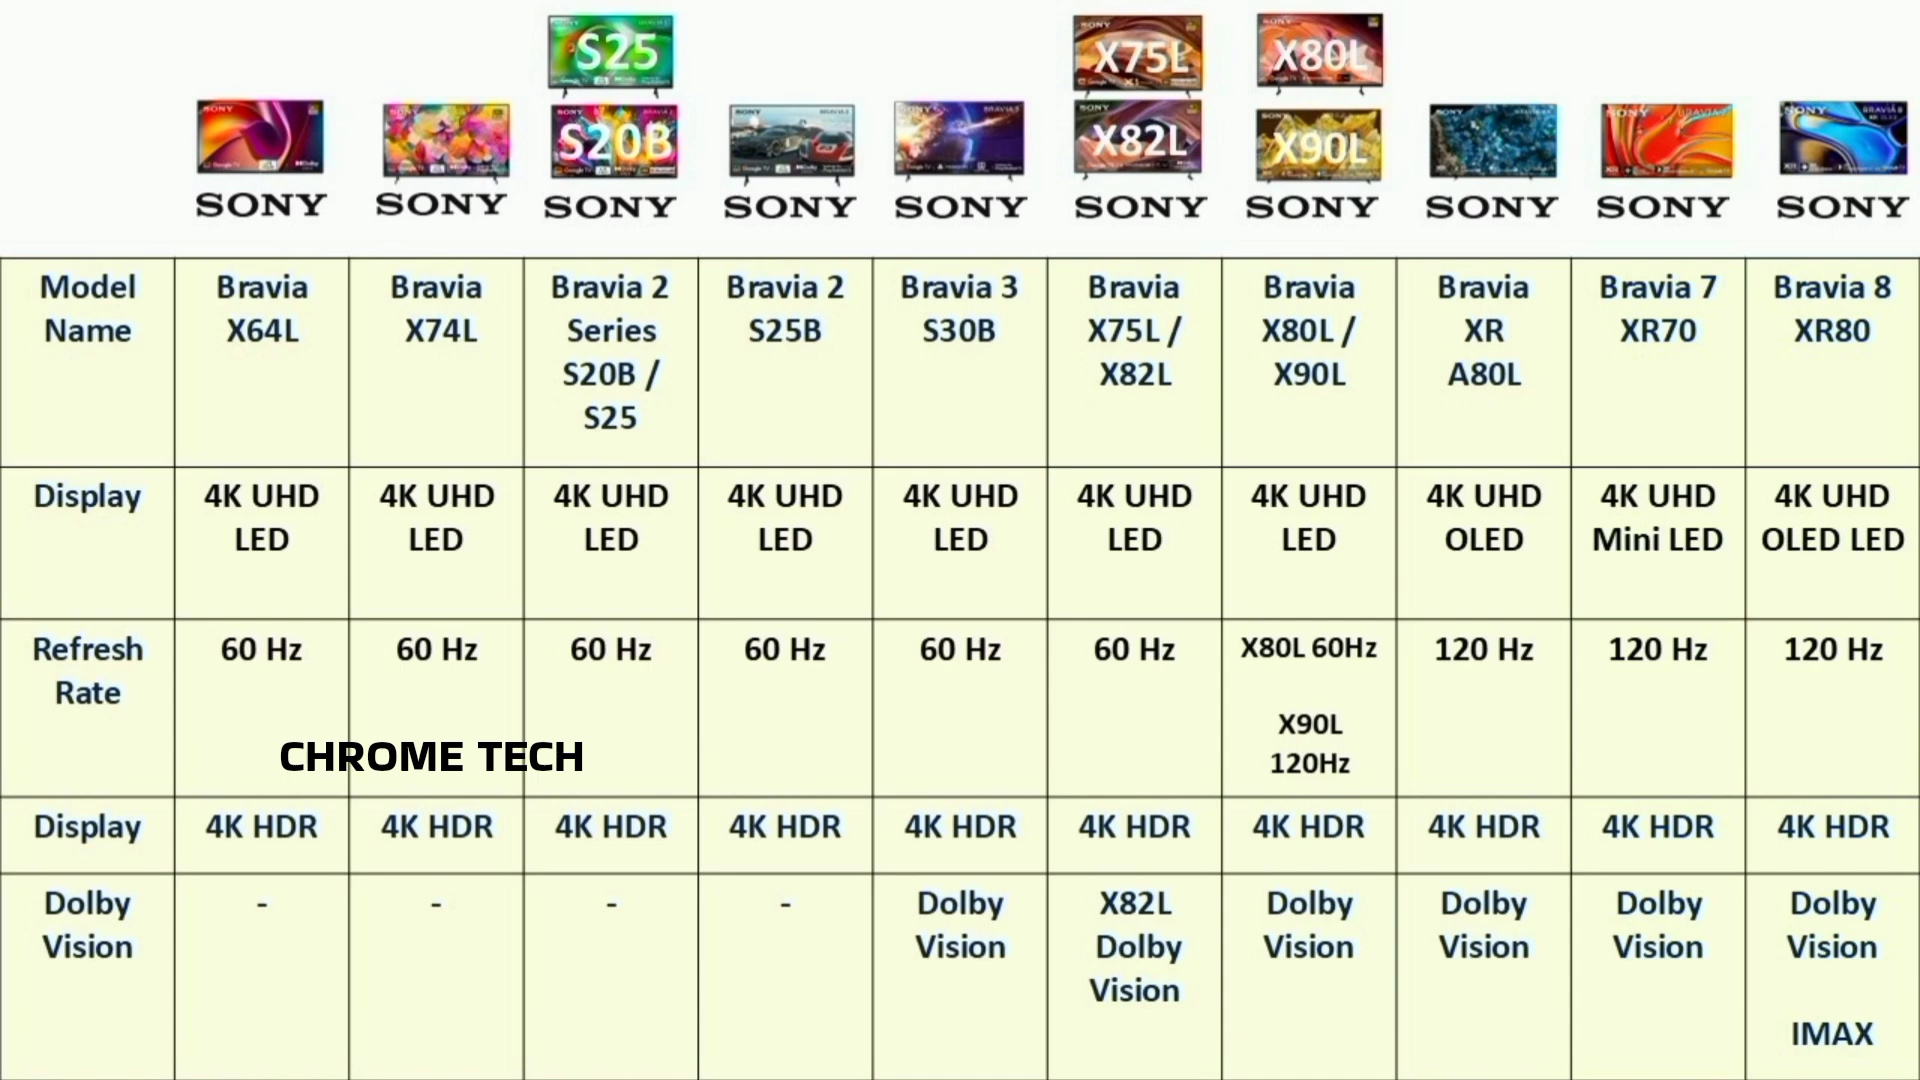 S25
X75L
X80L
S20B
X82L
X90L
SONY SONY SONY SONY SONY SONY SONY SONY SONY SONY
Model Name
Bravia X64L
Bravia X74L
Bravia 2 Series S20B / S25
Bravia 2 S25B
Bravia 3 S30B
Bravia X75L / X82L
Bravia X80L / X90L
Bravia XR A80L
Bravia 7 XR70
Bravia 8 XR80
Display
4K UHD LED
4K UHD LED
4K UHD LED
4K UHD LED
4K UHD LED
4K UHD LED
4K UHD LED
4K UHD OLED
4K UHD Mini LED
4K UHD OLED LED
Refresh Rate
60 Hz
60 Hz
60 Hz
60 Hz
60 Hz
60 Hz
X80L 60Hz
X90L 120Hz
120 Hz
120 Hz
120 Hz
CHROME TECH
Display
4K HDR
4K HDR
4K HDR
4K HDR
4K HDR
4K HDR
4K HDR
4K HDR
4K HDR
4K HDR
Dolby Vision
-
-
-
-
Dolby Vision
X82L Dolby Vision
Dolby Vision
Dolby Vision
Dolby Vision
Dolby Vision
IMAX